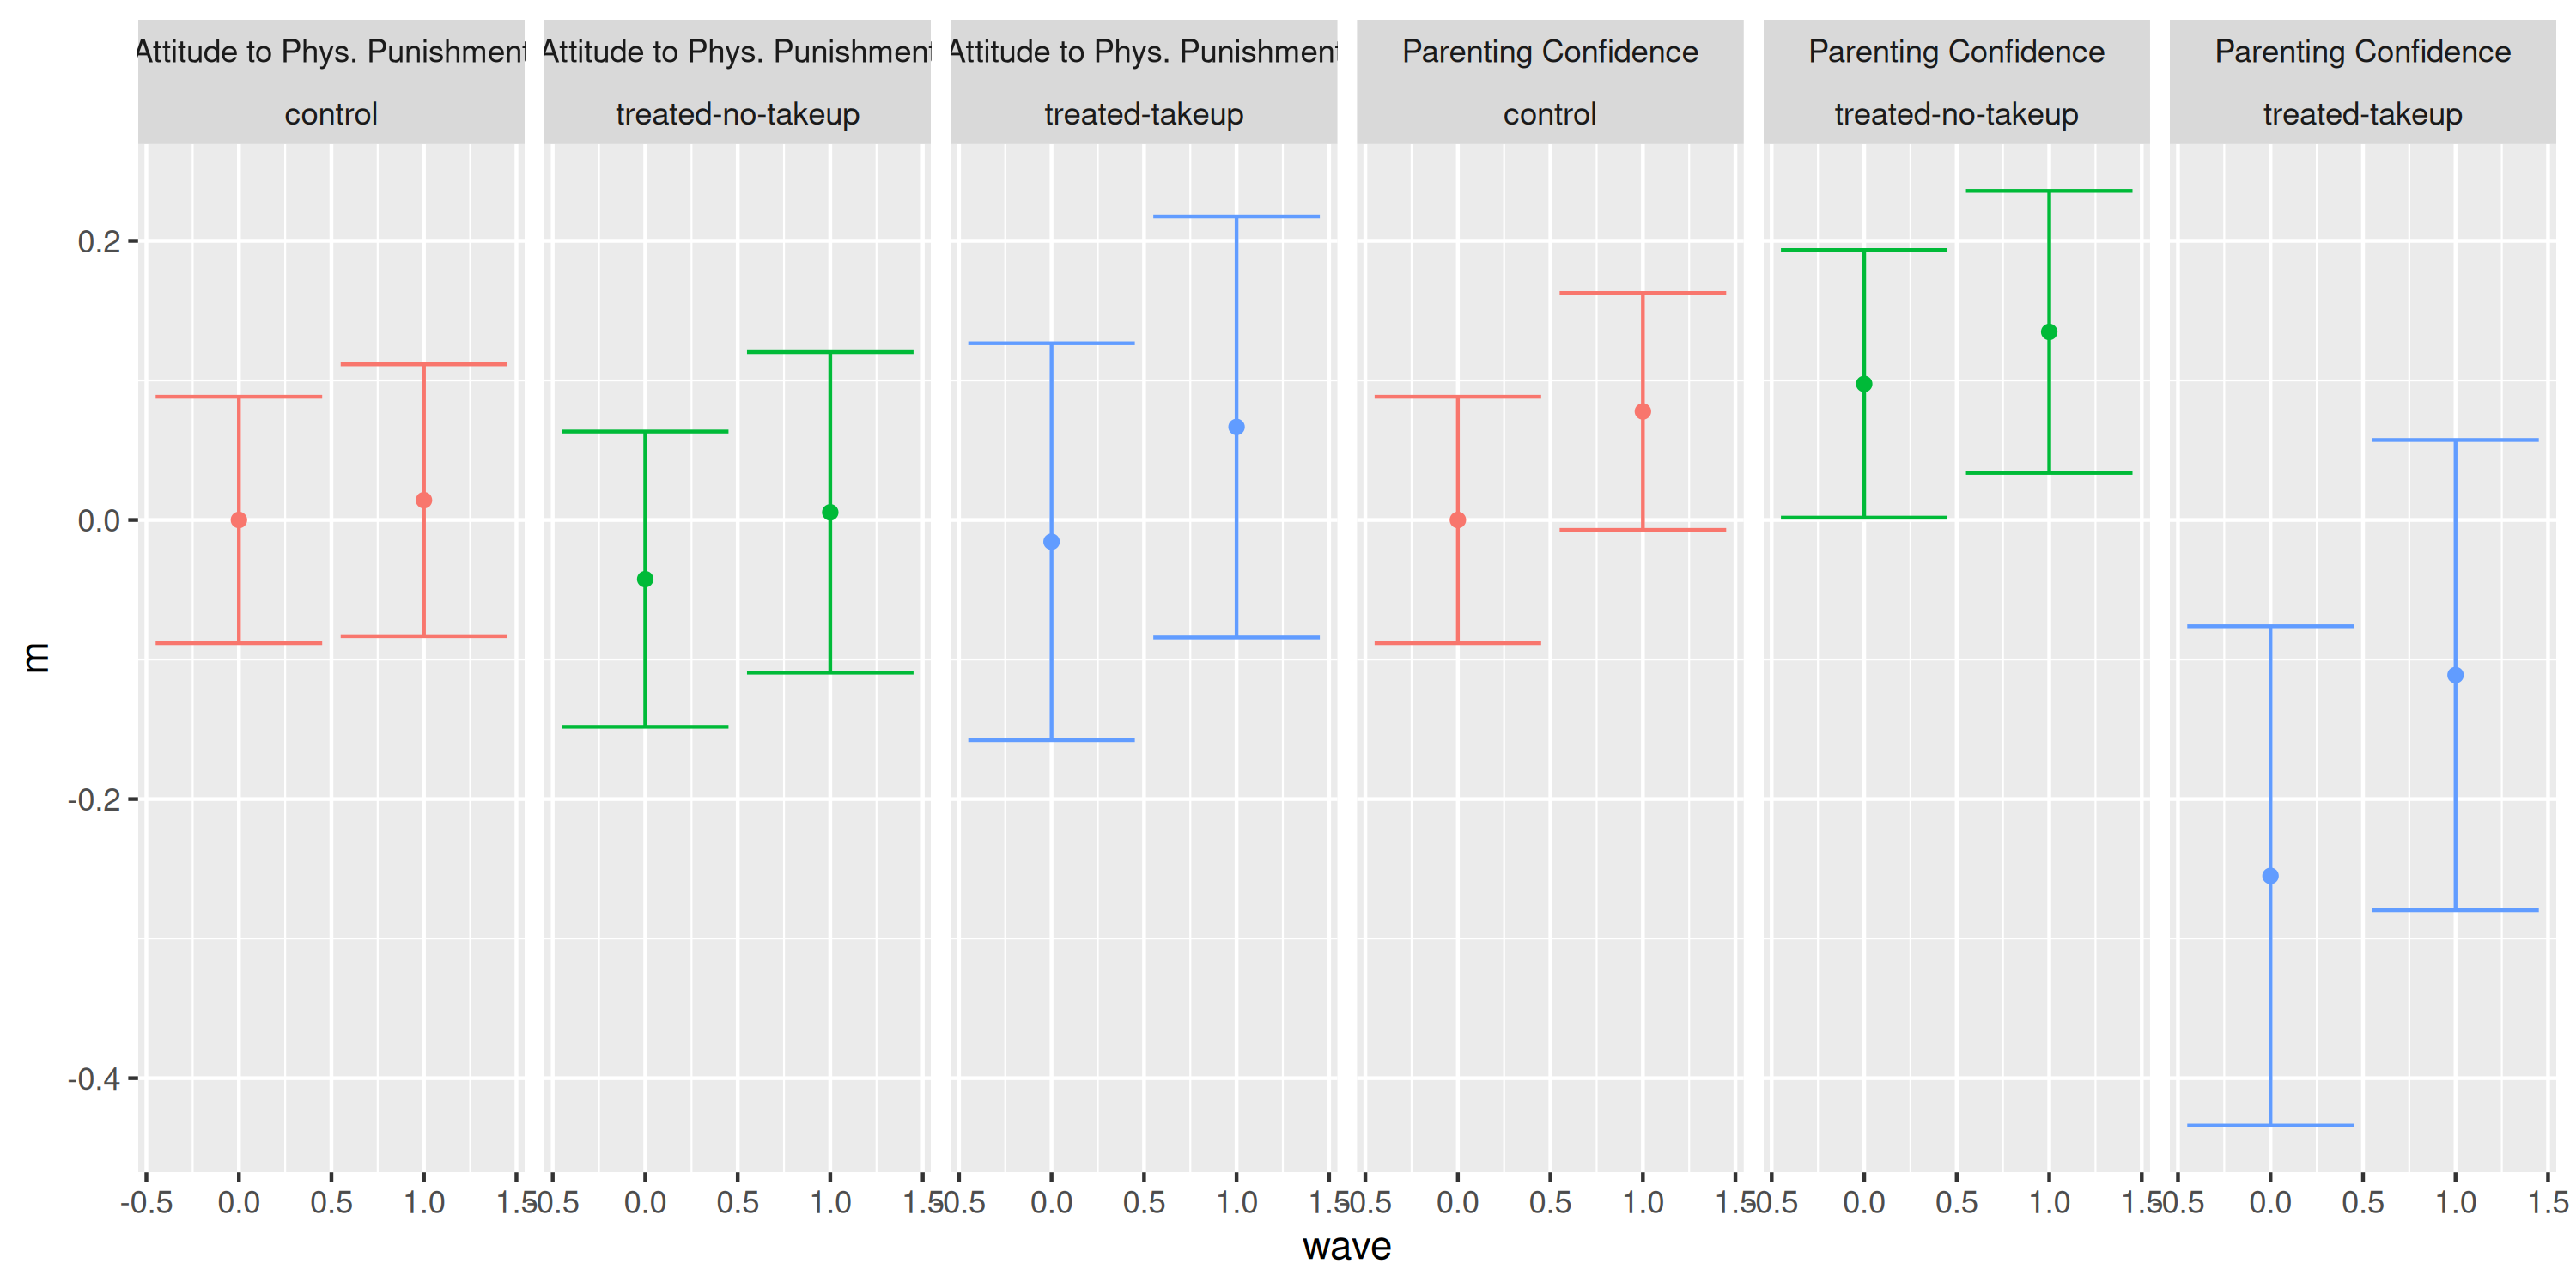 Attitude to Phys. Punishment Attitude to Phys. Punishment Attitude to Phys. Punishment Parenting Confidence Parenting Confidence Parenting Confidence
control treated-no-takeup treated-takeup control treated-no-takeup treated-takeup
0.2
0.0
-0.2
-0.4
m
-0.5 0.0 0.5 1.0 1.5 -0.5 0.0 0.5 1.0 1.5 -0.5 0.0 0.5 1.0 1.5 -0.5 0.0 0.5 1.0 1.5 -0.5 0.0 0.5 1.0 1.5 -0.5 0.0 0.5 1.0 1.5
wave